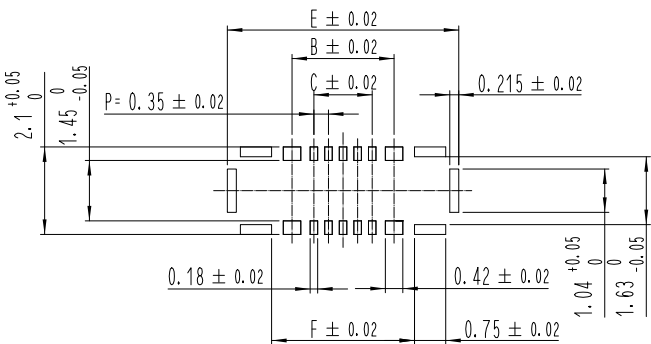 E ± 0.02
B ± 0.02
C ± 0.02
0.215 ± 0.02
P= 0.35 ± 0.02
2.1 +0.05 0
1.45 0 -0.05
0.18 ± 0.02
0.42 ± 0.02
1.04 +0.05 0
1.63 0 -0.05
F ± 0.02
0.75 ± 0.02